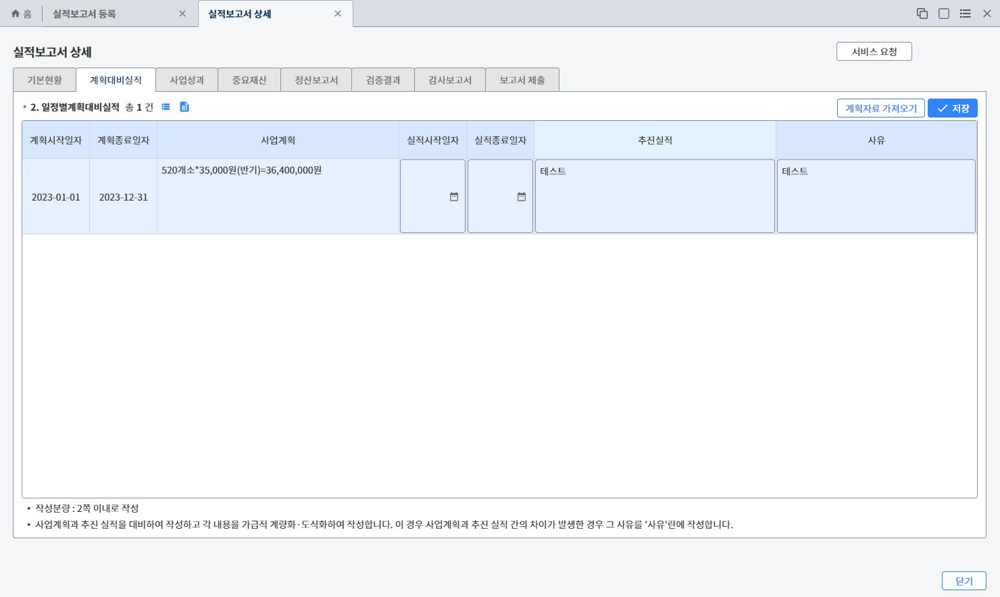 홈
실적보고서 등록
실적보고서 상세
실적보고서 상세
서비스 요청
기본현황
계획대비실적
사업성과
중요재산
정산보고서
검증결과
감사보고서
보고서 제출
2. 일정별계획대비실적 총 1 건
계획자료 가져오기
저장
계획시작일자
계획종료일자
사업계획
실적시작일자
실적종료일자
추진실적
사유
2023-01-01
2023-12-31
520개소*35,000원(반기)=36,400,000원
테스트
테스트
• 작성분량 : 2쪽 이내로 작성
• 사업계획과 추진 실적을 대비하여 작성하고 각 내용을 가급적 계량화·도식화하여 작성합니다. 이 경우 사업계획과 추진 실적 간의 차이가 발생한 경우 그 사유를 '사유'란에 작성합니다.
닫기